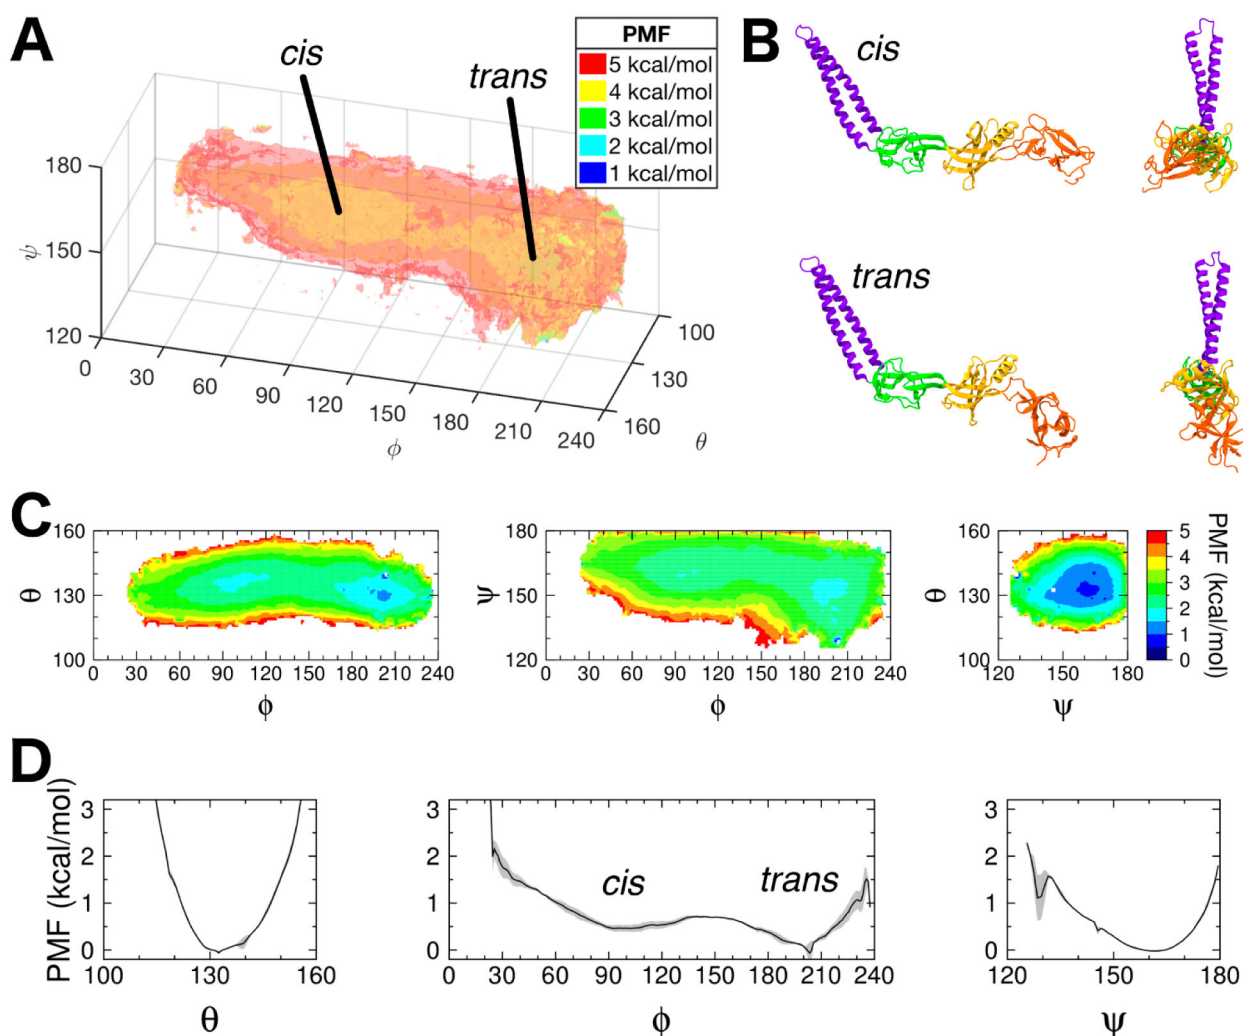 A
cis
trans
PMF
5 kcal/mol
4 kcal/mol
3 kcal/mol
2 kcal/mol
1 kcal/mol
180
150
120
ψ
0
30
60
90
120
150
180
210
240
ϕ
100
130
160
θ
B
cis
trans
C
160
130
100
θ
0 30 60 90 120 150 180 210 240
ϕ
180
150
120
ψ
0 30 60 90 120 150 180 210 240
ϕ
160
130
100
θ
120 150 180
ψ
5
4
3
2
1
0
PMF (kcal/mol)
D
PMF (kcal/mol)
3
2
1
0
100 130 160
θ
3
2
1
0
cis
trans
0 30 60 90 120 150 180 210 240
ϕ
3
2
1
0
120 150 180
ψ